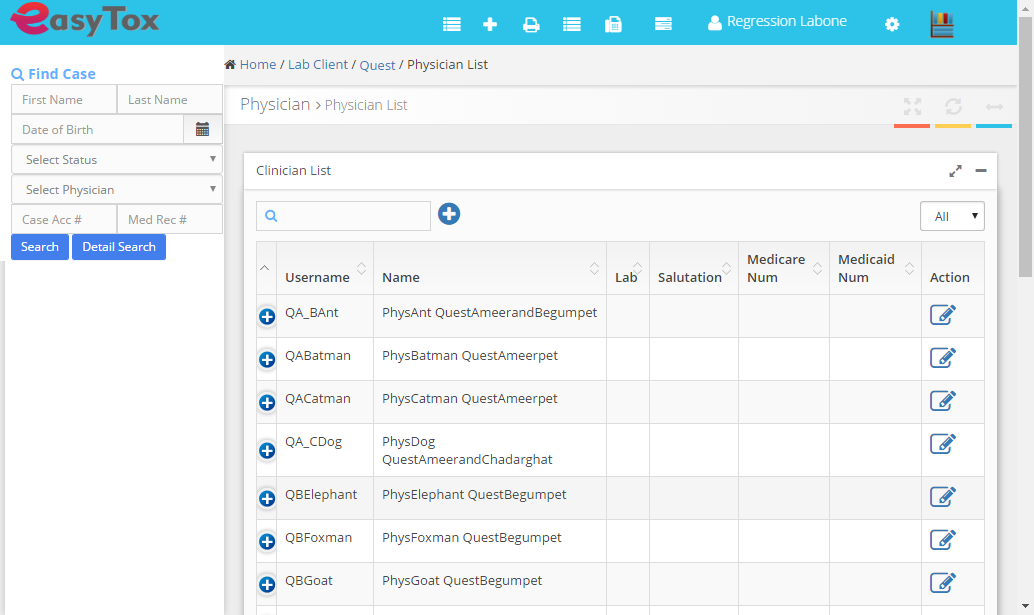 easyTox
Regression Labone
Home / Lab Client / Quest / Physician List
Find Case
First Name
Last Name
Date of Birth
Select Status
Select Physician
Case Acc #
Med Rec #
Search
Detail Search
Physician > Physician List
Clinician List
All
Username
Name
Lab
Salutation
Medicare Num
Medicaid Num
Action
QA_BAnt
PhysAnt QuestAmeerandBegumpet
QABatman
PhysBatman QuestAmeerpet
QACatman
PhysCatman QuestAmeerpet
QA_CDog
PhysDog
QuestAmeerandChadarghat
QBElephant
PhysElephant QuestBegumpet
QBFoxman
PhysFoxman QuestBegumpet
QBGoat
PhysGoat QuestBegumpet